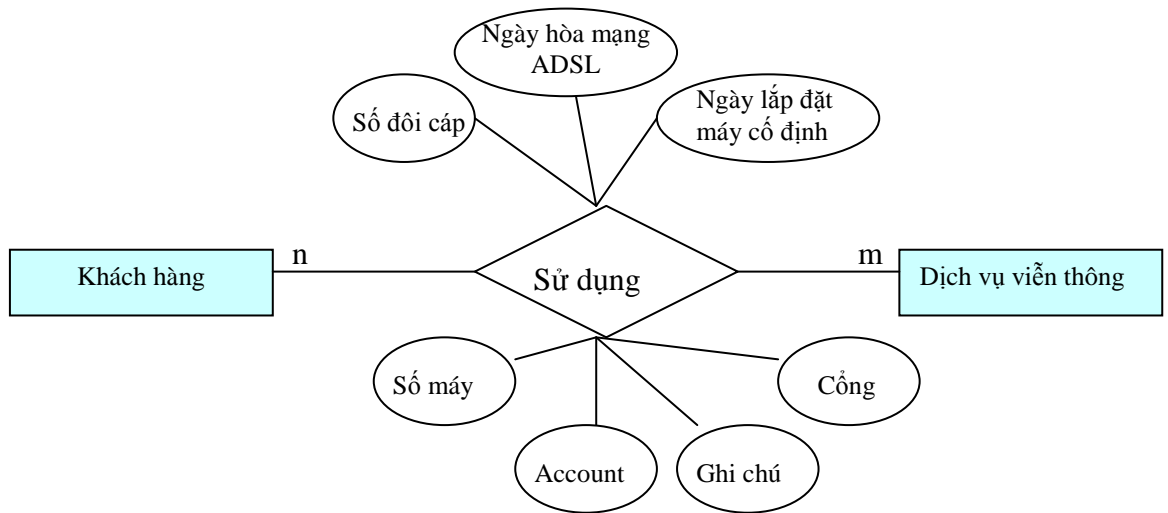 Ngày hòa mạng
ADSL
Số đôi cáp
Ngày lắp đặt
máy cố định
n
m
Khách hàng
Sử dụng
Dịch vụ viễn thông
Số máy
Cổng
Account
Ghi chú